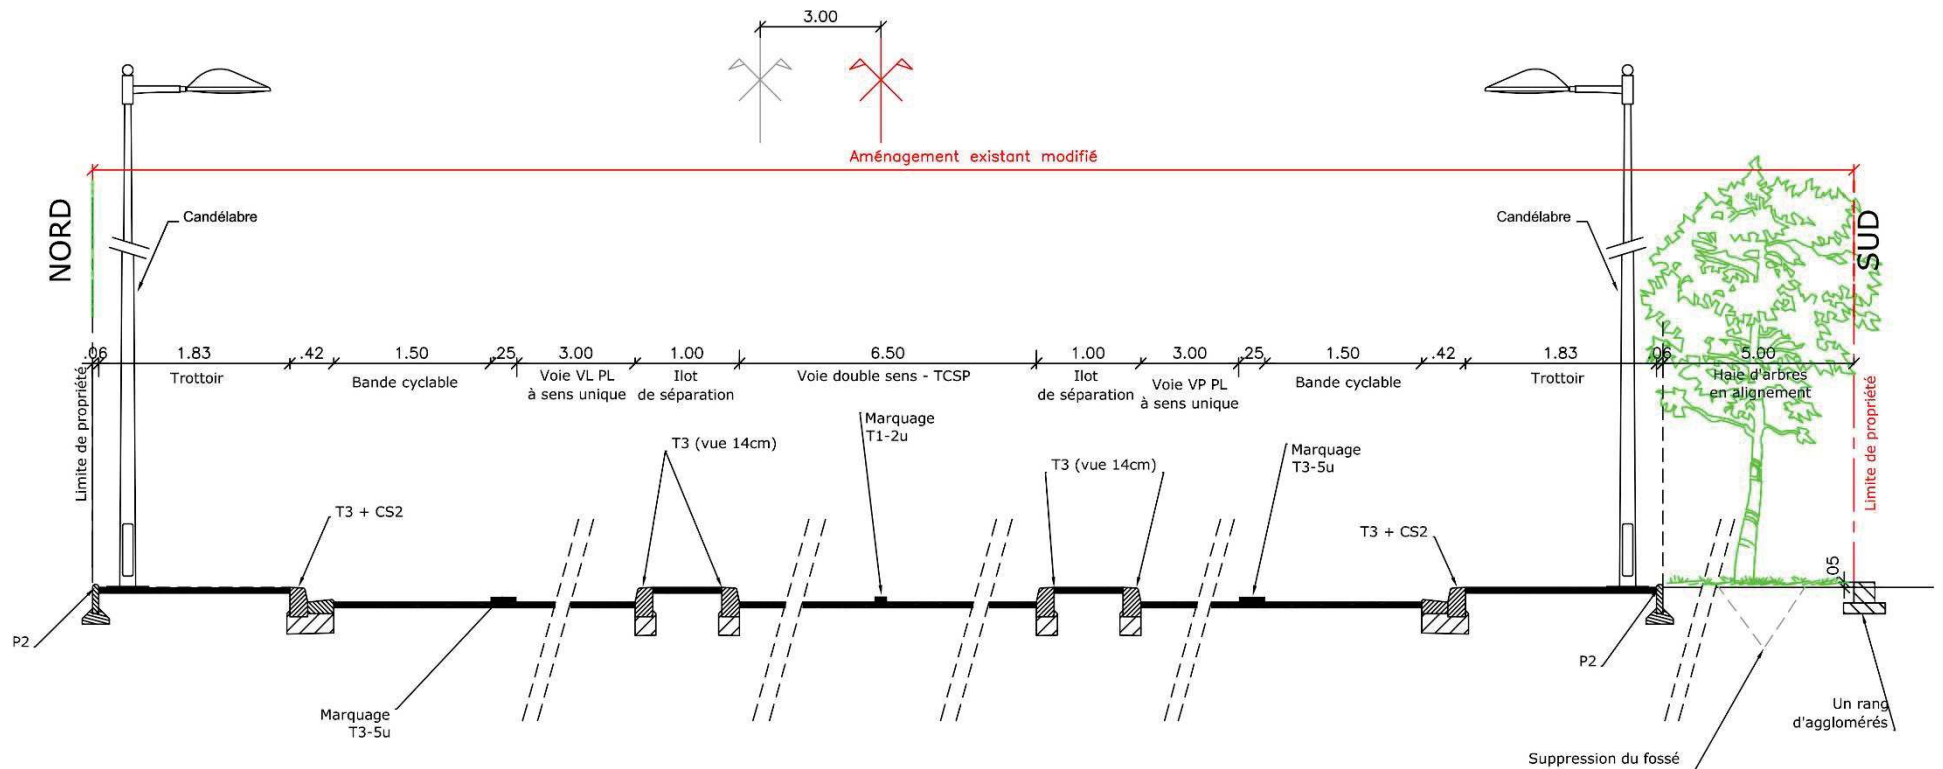 3.00
Aménagement existant modifié
NORD
SUD
Candélabre
Candélabre
.06
1.83
.42
1.50
.25
3.00
1.00
6.50
1.00
3.00
.25
1.50
.42
1.83
.06
5.00
Limite de propriété
Trottoir
Bande cyclable
Voie VL PL
à sens unique
Ilot
de séparation
Voie double sens - TCSP
Ilot
de séparation
Voie VP PL
à sens unique
Bande cyclable
Trottoir
Haie d'arbres
en alignement
Limite de propriété
Marquage
T1-2u
T3 (vue 14cm)
T3 (vue 14cm)
Marquage
T3-5u
T3 + CS2
T3 + CS2
.05
P2
P2
Marquage
T3-5u
Un rang
d'agglomérés
Suppression du fossé